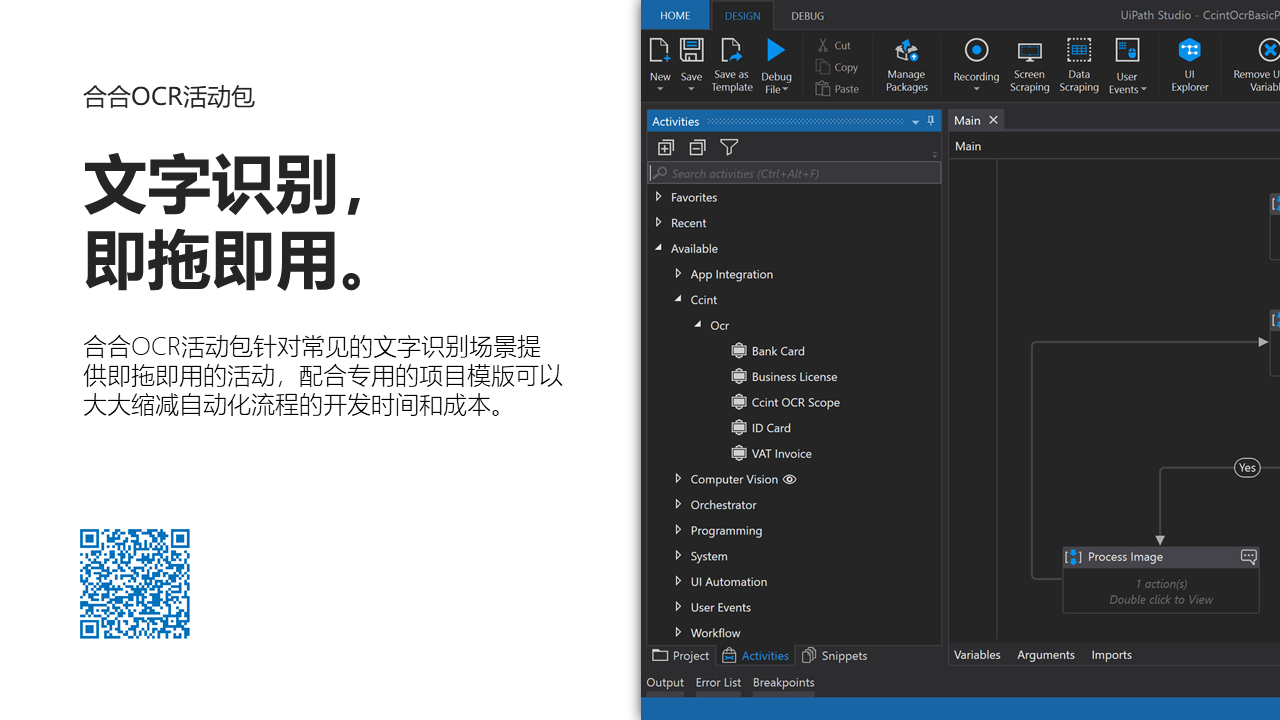 合合OCR活动包
文字识别，
即拖即用。
合合OCR活动包针对常见的文字识别场景提
供即拖即用的活动，配合专用的项目模版可以
大大缩减自动化流程的开发时间和成本。
HOME DESIGN DEBUG UiPath Studio - CcintOcrBasicP
New Save Save as Template Debug File Cut Copy Paste Manage Packages Recording Screen Scraping Data Scraping User Events UI Explorer Remove U Variabl
Activities
Search activities (Ctrl+Alt+F)
Favorites
Recent
Available
App Integration
Ccint
Ocr
Bank Card
Business License
Ccint OCR Scope
ID Card
VAT Invoice
Computer Vision
Orchestrator
Programming
System
UI Automation
User Events
Workflow
Project Activities Snippets
Output Error List Breakpoints
Main
Main
Yes
Process Image
1 action(s)
Double click to View
Variables Arguments Imports